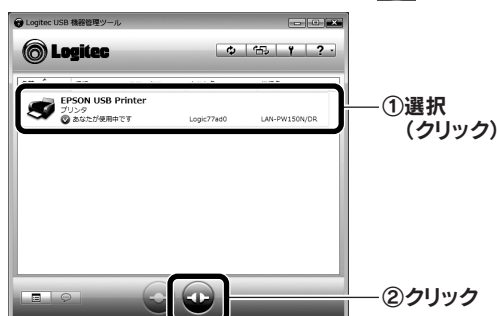 Logitec USB 機器管理ツール
Logitec
EPSON USB Printer
プリンタ
あなたが使用中です Logic77ad0 LAN-PW150N/DR
①選択
(クリック)
②クリック